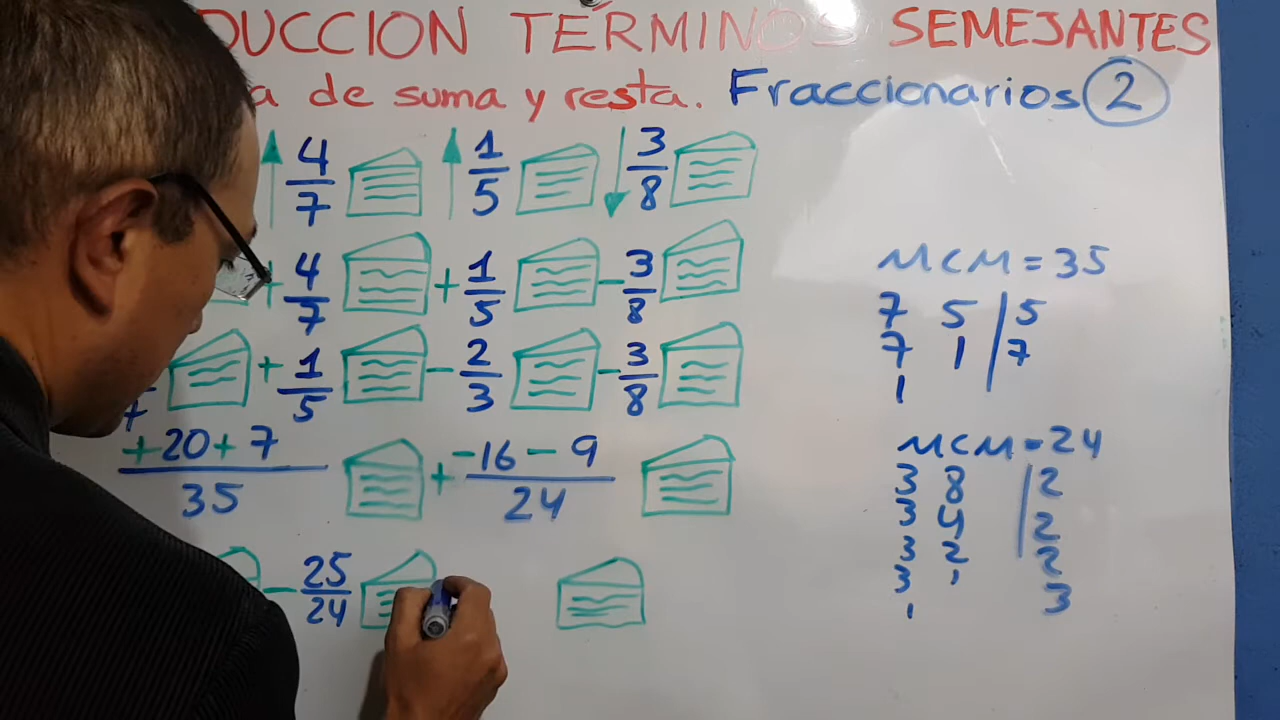 DUCCION TÉRMINOS SEMEJANTES
a de suma y resta. Fraccionarios 2
4/7 1/5 3/8
+ 4/7 + 1/5 - 3/8
7 + 1/5 - 2/3 - 3/8
+20+7/35 + -16-9/24
- 25/24
MCM=35
7 5 | 5
7 1 | 7
1
MCM=24
3 8 | 2
3 4 | 2
3 2 2
3 1 3
1